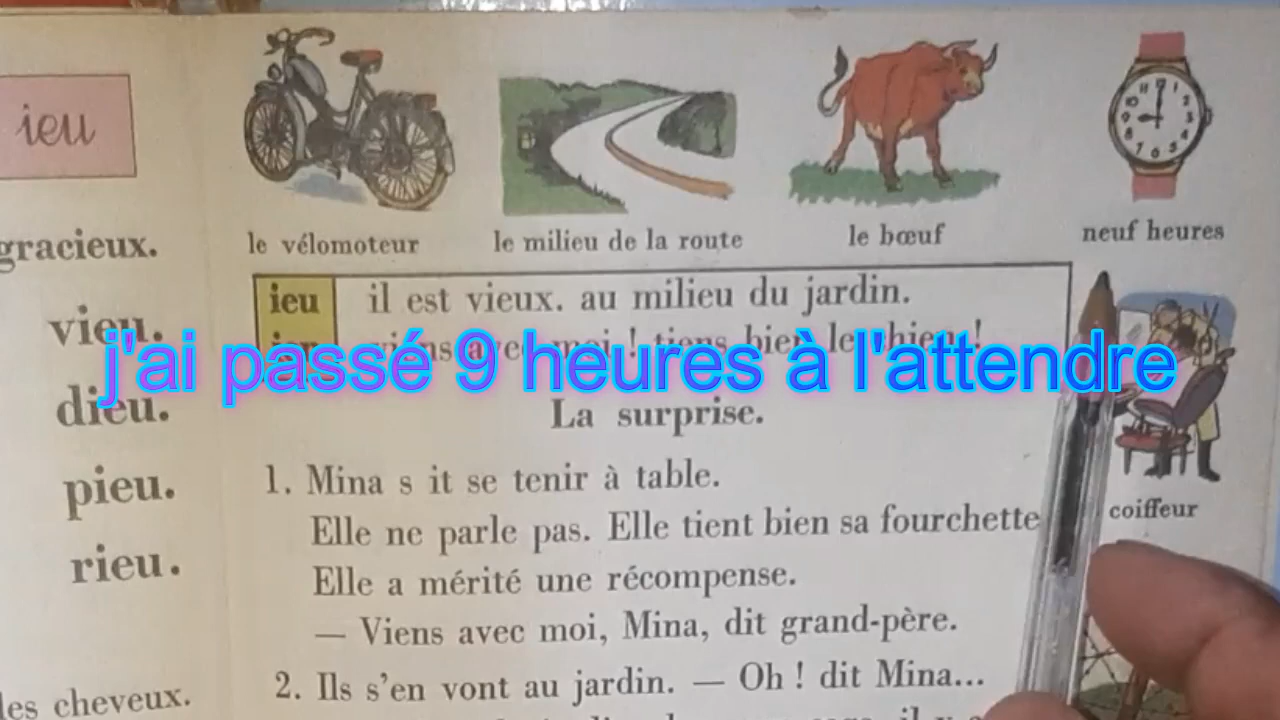 ieu
gracieux.
vieu.
dieu.
pieu.
rieu.
les cheveux.
le vélomoteur
le milieu de la route
le bœuf
neuf heures
ieu il est vieux. au milieu du jardin.
j'ai passé 9 heures à l'attendre
La surprise.
coiffeur
1. Mina s it se tenir à table.
Elle ne parle pas. Elle tient bien sa fourchette
Elle a mérité une récompense.
— Viens avec moi, Mina, dit grand-père.
2. Ils s'en vont au jardin. — Oh ! dit Mina...